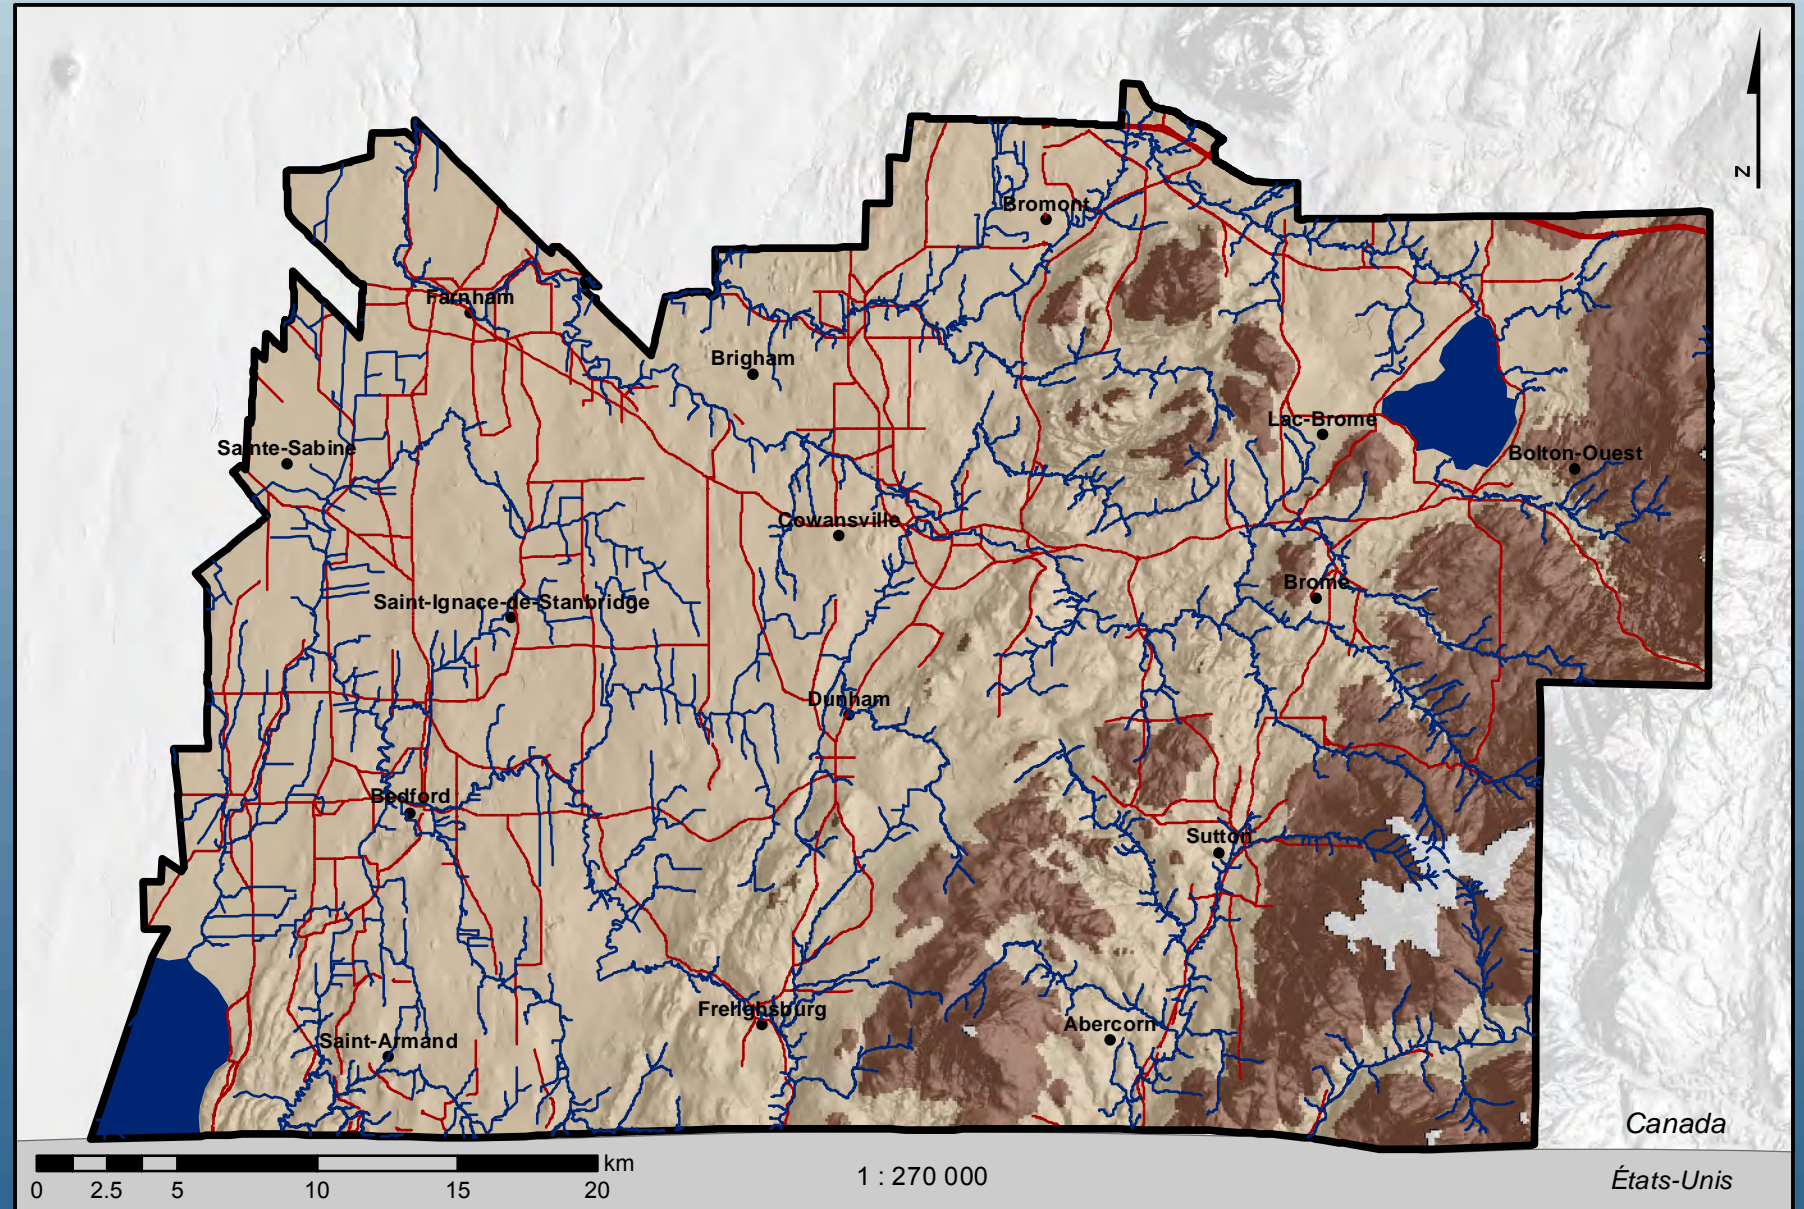 Bromont
Farnham
Brigham
Lac-Brome
Sainte-Sabine
Bolton-Ouest
Cowansville
Brome
Saint-Ignace-de-Stanbridge
Dunham
Bedford
Sutton
Frelighsburg
Abercorn
Saint-Armand
N
Canada
États-Unis
km
0 2.5 5 10 15 20
1 : 270 000